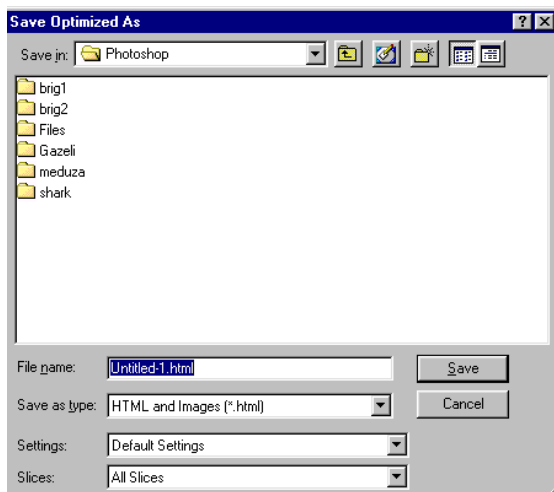 Save Optimized As
Save in: Photoshop
brig1
brig2
Files
Gazeli
meduza
shark
File name: Untitled-1.html Save
Save as type: HTML and Images (*.html) Cancel
Settings: Default Settings
Slices: All Slices